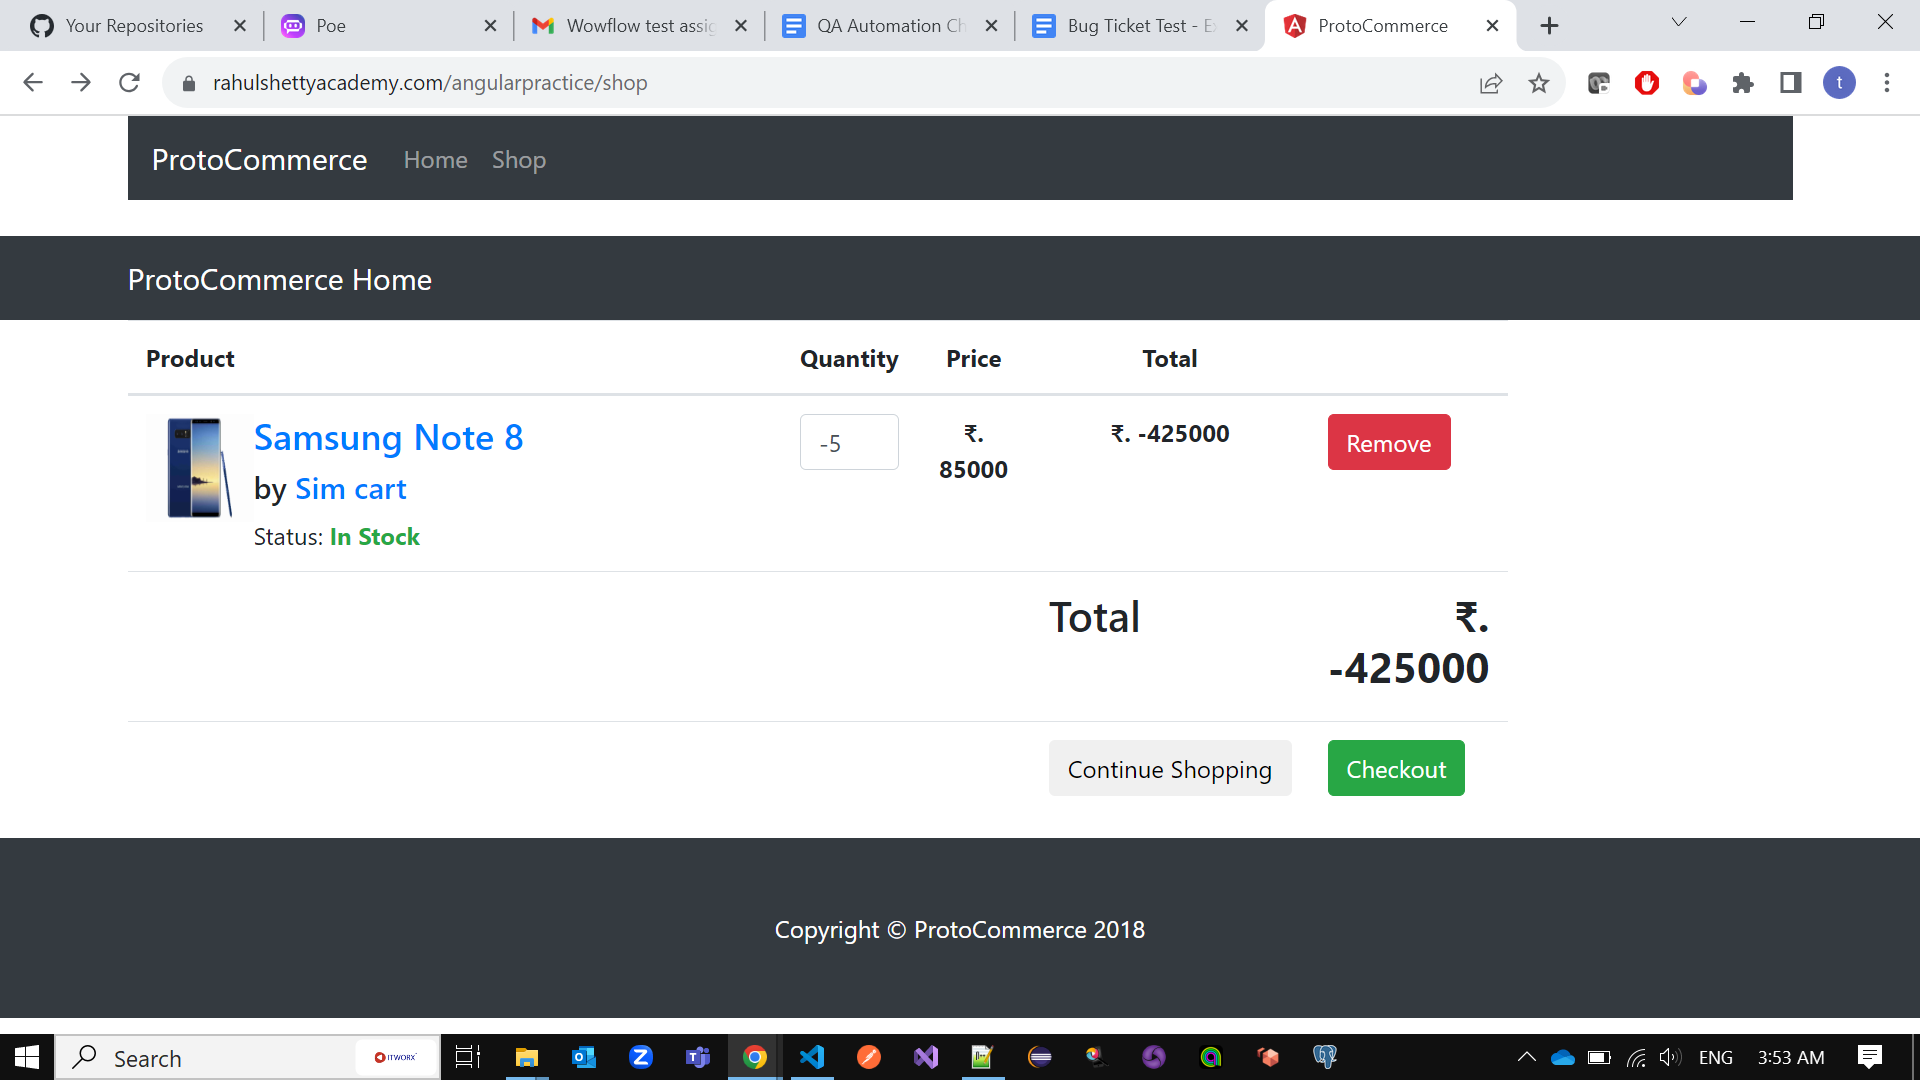 Your Repositories
Poe
Wowflow test assig
QA Automation Ch
Bug Ticket Test - Ex
ProtoCommerce
rahulshettyacademy.com/angularpractice/shop
t
ProtoCommerce Home Shop
ProtoCommerce Home
Product Quantity Price Total
Samsung Note 8
by Sim cart
Status: In Stock
-5
₹.
85000
₹. -425000
Remove
Total
₹.
-425000
Continue Shopping
Checkout
Copyright © ProtoCommerce 2018
Search
ITWORX
ENG
3:53 AM